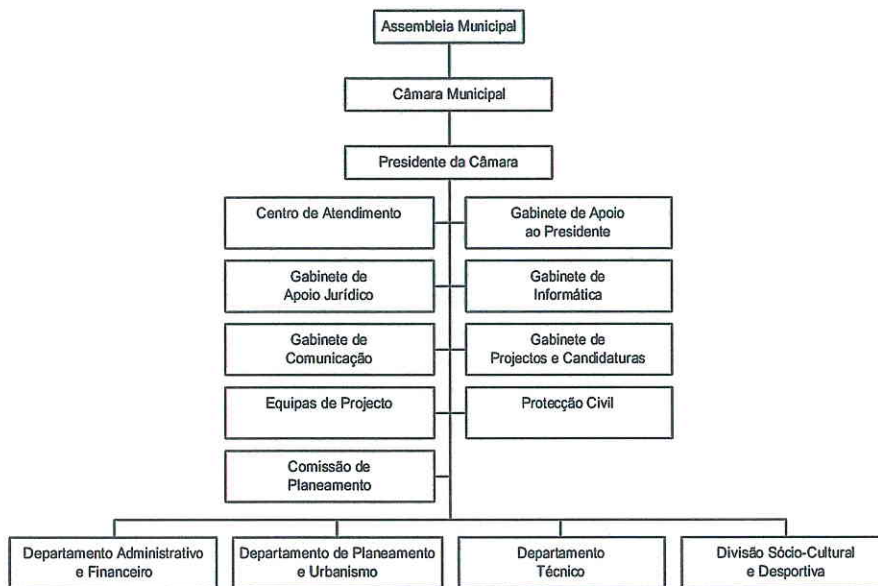 Assembleia Municipal
Câmara Municipal
Presidente da Câmara
Centro de Atendimento
Gabinete de Apoio
ao Presidente
Gabinete de
Apoio Jurídico
Gabinete de
Informática
Gabinete de
Comunicação
Gabinete de
Projectos e Candidaturas
Equipas de Projecto
Protecção Civil
Comissão de
Planeamento
Departamento Administrativo
e Financeiro
Departamento de Planeamento
e Urbanismo
Departamento
Técnico
Divisão Sócio-Cultural
e Desportiva